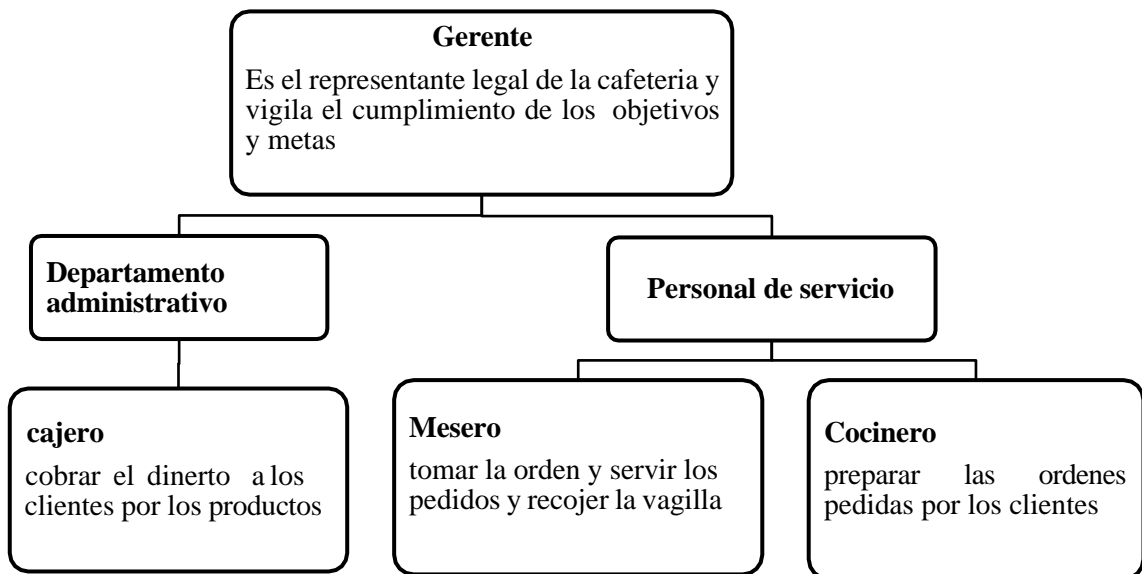 Gerente
Es el representante legal de la cafeteria y
vigila el cumplimiento de los objetivos
y metas
Departamento
administrativo
Personal de servicio
cajero
cobrar el dinerto a los
clientes por los productos
Mesero
tomar la orden y servir los
pedidos y recojer la vagilla
Cocinero
preparar las ordenes
pedidas por los clientes